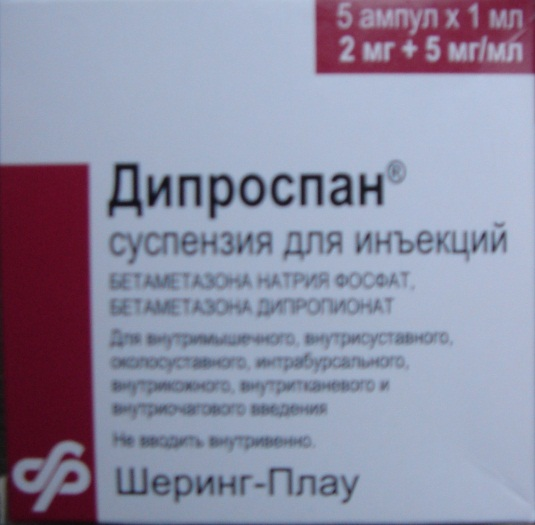 5 ампул х 1 мл
2 мг + 5 мг/мл
Дипроспан®
суспензия для инъекций
БЕТАМЕТАЗОНА НАТРИЯ ФОСФАТ,
БЕТАМЕТАЗОНА ДИПРОПИОНАТ
Для внутримышечного, внутрисуставного,
околосуставного, интрабурсального,
внутрикожного, внутритканевого и
внутриочагового введения
Не вводить внутривенно.
Шеринг-Плау